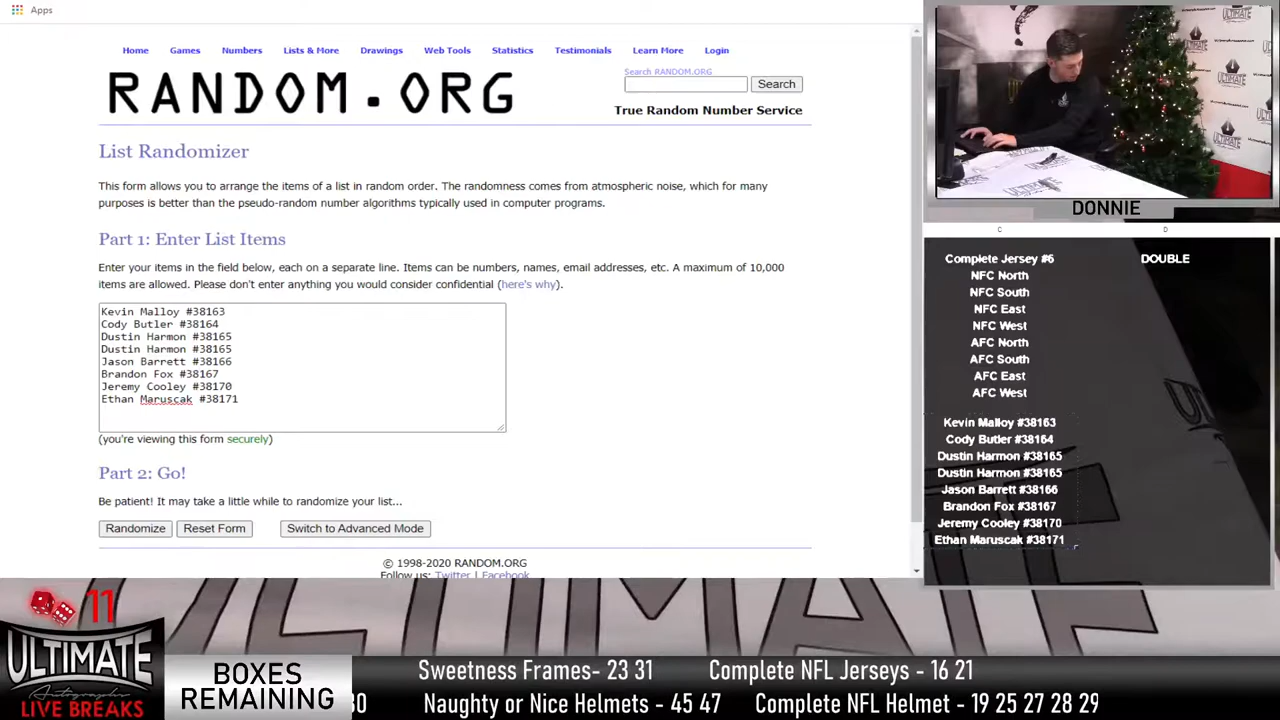 Apps
Home Games Numbers Lists & More Drawings Web Tools Statistics Testimonials Learn More Login
RANDOM.ORG
Search RANDOM.ORG
Search
True Random Number Service
List Randomizer
This form allows you to arrange the items of a list in random order. The randomness comes from atmospheric noise, which for many
purposes is better than the pseudo-random number algorithms typically used in computer programs.
Part 1: Enter List Items
Enter your items in the field below, each on a separate line. Items can be numbers, names, email addresses, etc. A maximum of 10,000
items are allowed. Please don't enter anything you would consider confidential (here's why).
Kevin Malloy #38163
Cody Butler #38164
Dustin Harmon #38165
Dustin Harmon #38165
Jason Barrett #38166
Brandon Fox #38167
Jeremy Cooley #38170
Ethan Maruscak #38171
(you're viewing this form securely)
Part 2: Go!
Be patient! It may take a little while to randomize your list...
Randomize Reset Form Switch to Advanced Mode
© 1998-2020 RANDOM.ORG
Follow us: Twitter | Facebook
ULTIMATE
ULTIMATE
DONNIE
C D
Complete Jersey #6 DOUBLE
NFC North
NFC South
NFC East
NFC West
AFC North
AFC South
AFC East
AFC West
Kevin Malloy #38163
Cody Butler #38164
Dustin Harmon #38165
Dustin Harmon #38165
Jason Barrett #38166
Brandon Fox #38167
Jeremy Cooley #38170
Ethan Maruscak #38171
11
ULTIMATE
Autographs
LIVE BREAKS
BOXES
REMAINING
Sweetness Frames- 23 31 Complete NFL Jerseys - 16 21
Naughty or Nice Helmets - 45 47 Complete NFL Helmet - 19 25 27 28 29